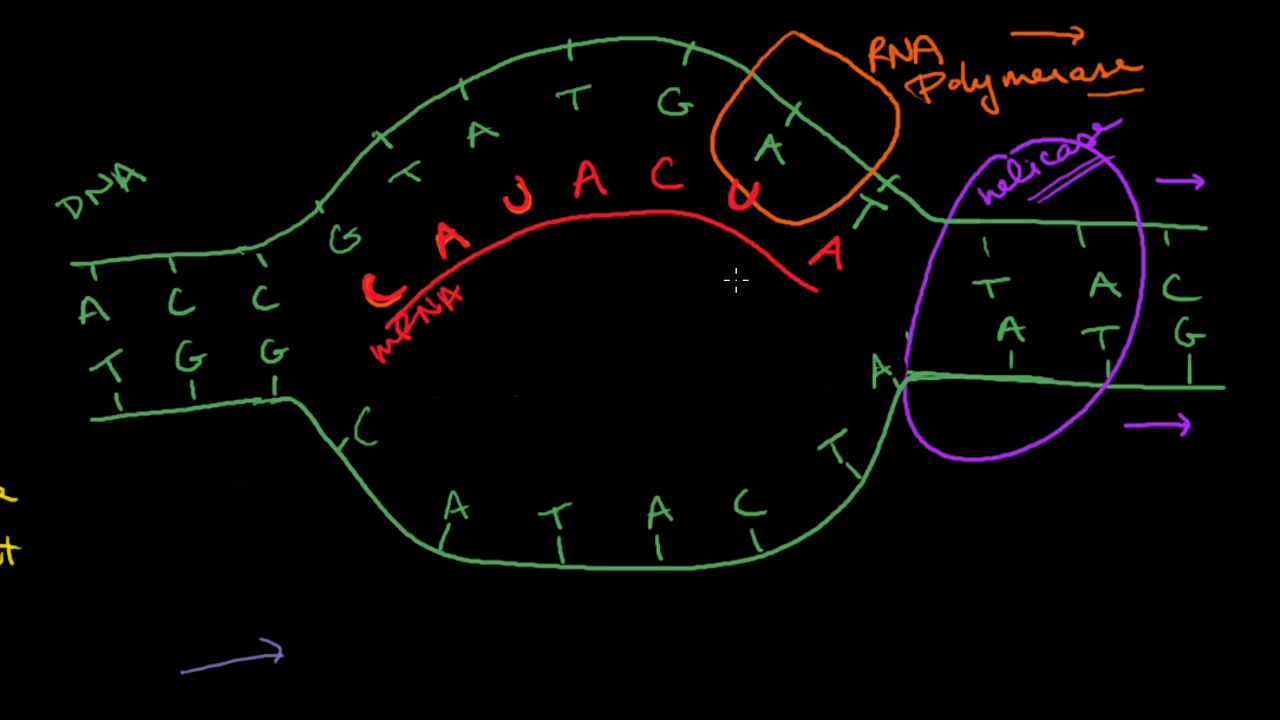 RNA
Polymerase
helicase
DNA
G T A T G A T
C A U A C U A
mRNA
A C C
T G G
T A C
A T G
C A T A C T A